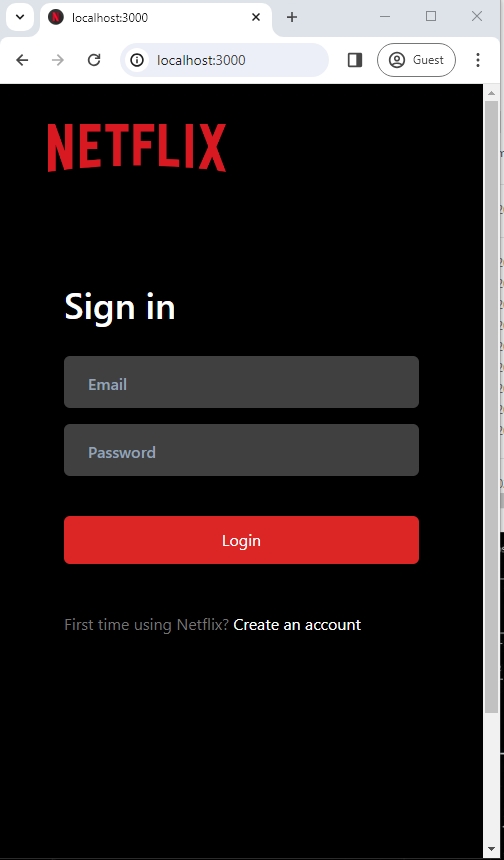 localhost:3000
localhost:3000
Guest
NETFLIX
Sign in
Email
Password
Login
First time using Netflix? Create an account